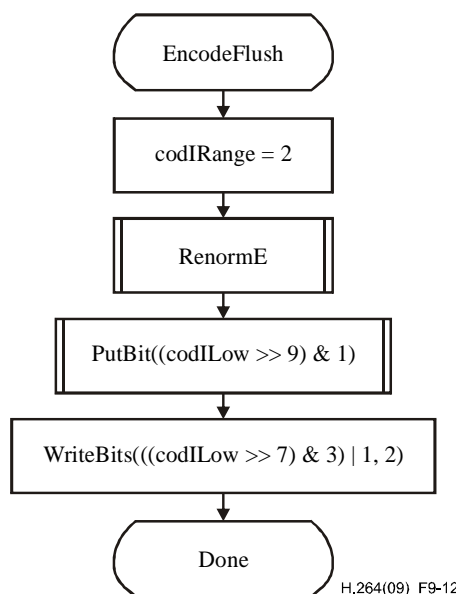 EncodeFlush
codIRange = 2
RenormE
PutBit((codILow >> 9) & 1)
WriteBits(((codILow >> 7) & 3) | 1, 2)
Done
H.264(09)_F9-12